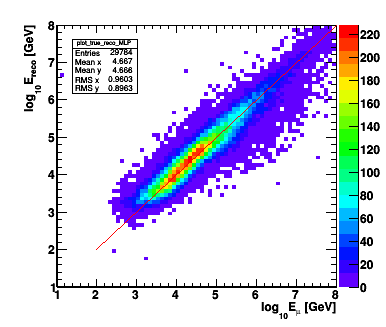 log10 Ereco [GeV]
8
7
6
5
4
3
2
1
plot_true_reco_MLP
Entries 29784
Mean x 4.667
Mean y 4.666
RMS x 0.9603
RMS y 0.8963
220
200
180
160
140
120
100
80
60
40
20
0
1 2 3 4 5 6 7 8
log10 Eμ [GeV]